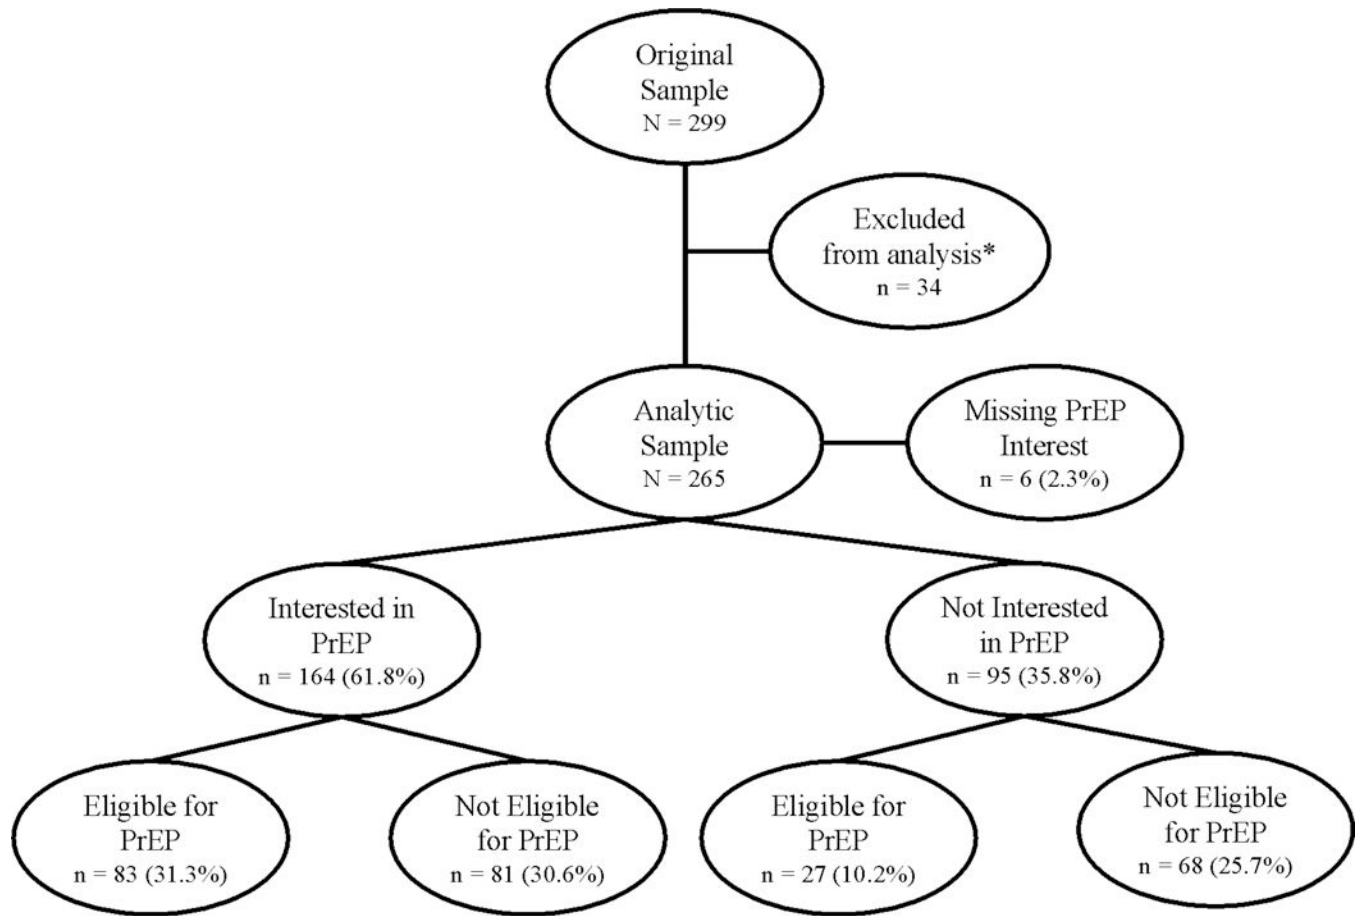 Original
Sample
N = 299
Excluded
from analysis*
n = 34
Analytic
Sample
N = 265
Missing PrEP
Interest
n = 6 (2.3%)
Interested in
PrEP
n = 164 (61.8%)
Not Interested
in PrEP
n = 95 (35.8%)
Eligible for
PrEP
n = 83 (31.3%)
Not Eligible
for PrEP
n = 81 (30.6%)
Eligible for
PrEP
n = 27 (10.2%)
Not Eligible
for PrEP
n = 68 (25.7%)